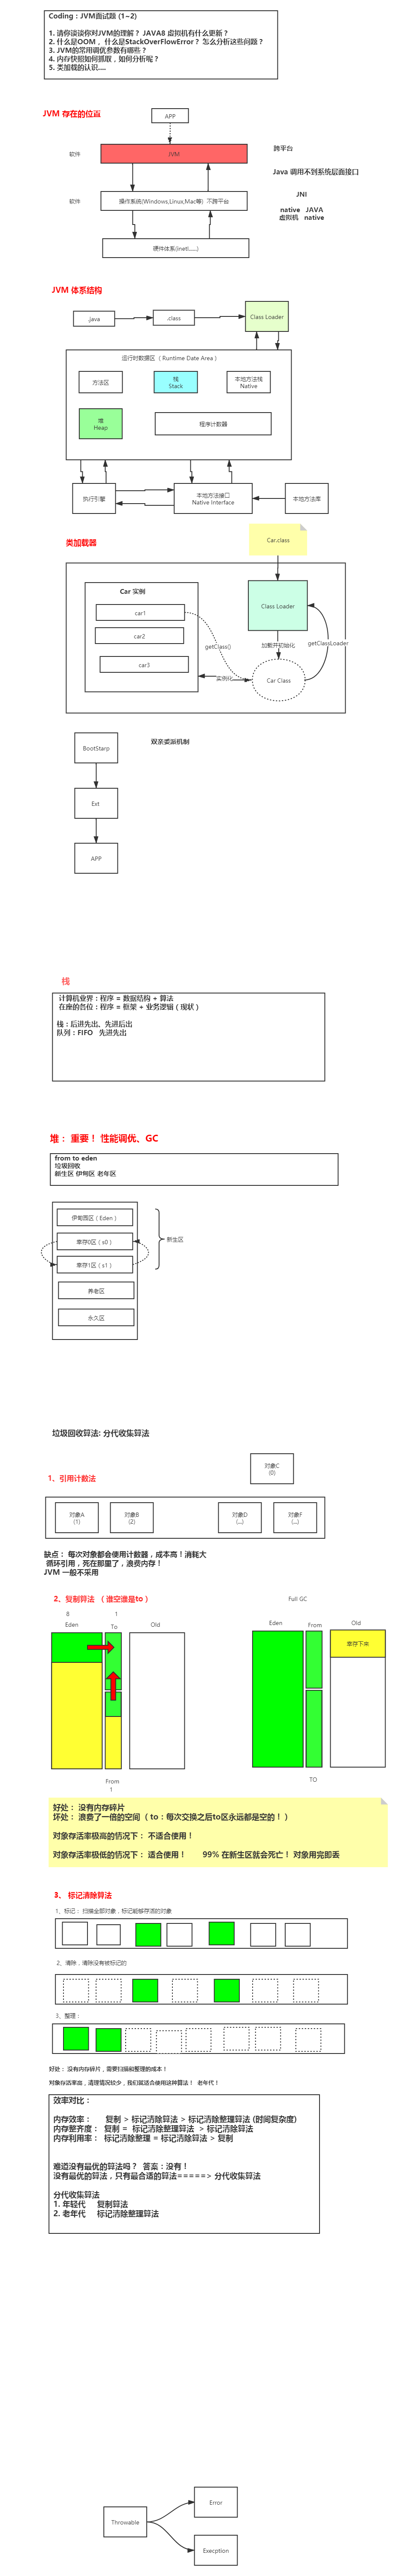 Coding：JVM面试题 (1~2)
1. 请你谈谈你对JVM的理解？ JAVA8 虚拟机有什么更新？
2. 什么是OOM ， 什么是StackOverFlowError？ 怎么分析这些问题？
3. JVM的常用调优参数有哪些？
4. 内存快照如何抓取，如何分析呢？
5. 类加载的认识....
JVM 存在的位置
APP
软件
JVM
跨平台
Java 调用不到系统层面接口
软件
操作系统(Windows,Linux,Mac等) 不跨平台
JNI
native JAVA
虚拟机 native
硬件体系(inetl......)
JVM 体系结构
.java
.class
Class Loader
运行时数据区 （ Runtime Date Area ）
方法区
栈
Stack
本地方法栈
Native
堆
Heap
程序计数器
执行引擎
本地方法接口
Native Interface
本地方法库
类加载器
Car.class
Car 实例
car1
car2
car3
Class Loader
getClass()
加载并初始化
getClassLoader
实例化
Car Class
BootStarp
双亲委派机制
Ext
APP
栈
计算机业界：程序 = 数据结构 + 算法
在座的各位：程序 = 框架 + 业务逻辑（ 现状 ）
栈：后进先出、先进后出
队列：FIFO 先进先出
堆： 重要！ 性能调优、GC
from to eden
垃圾回收
新生区 伊甸区 老年区
伊甸园区（ Eden ）
幸存0区（ s0 ）
幸存1区（ s1 ）
新生区
养老区
永久区
垃圾回收算法: 分代收集算法
1、引用计数法
对象C
(0)
对象A
(1)
对象B
(2)
对象D
(...)
对象F
(...)
缺点： 每次对象都会使用计数器，成本高！消耗大
循环引用，死在那里了，浪费内存！
JVM 一般不采用
2、复制算法 （ 谁空谁是to ）
Full GC
8
1
Eden
To
Old
Eden
From
Old
幸存下来
From
1
TO
好处： 没有内存碎片
坏处： 浪费了一倍的空间（ to：每次交换之后to区永远都是空的！ ）
对象存活率极高的情况下： 不适合使用！
对象存活率极低的情况下： 适合使用！ 99% 在新生区就会死亡！ 对象用完即丢
3、 标记清除算法
1、标记： 扫描全部对象，标记能够存活的对象
2、清除，清除没有被标记的
3、整理：
好处： 没有内存碎片，需要扫描和整理的成本！
对象存活率高，清理情况较少，我们就适合使用这种算法！ 老年代！
效率对比：
内存效率： 复制 > 标记清除算法 > 标记清除整理算法 (时间复杂度)
内存整齐度： 复制 = 标记清除整理算法 > 标记清除算法
内存利用率： 标记清除整理 = 标记清除算法 > 复制
难道没有最优的算法吗？ 答案：没有！
没有最优的算法，只有最合适的算法=====> 分代收集算法
分代收集算法
1. 年轻代 复制算法
2. 老年代 标记清除整理算法
Error
Throwable
Execption